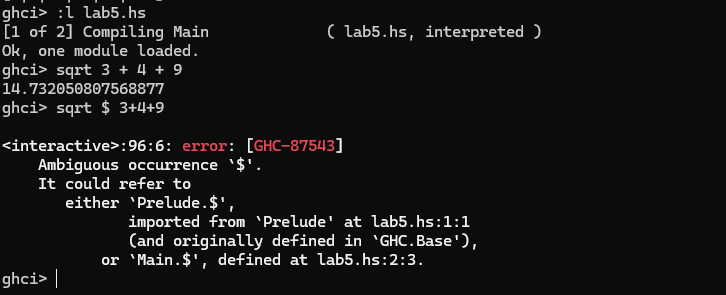 ghci> :l lab5.hs
[1 of 2] Compiling Main             ( lab5.hs, interpreted )
Ok, one module loaded.
ghci> sqrt 3 + 4 + 9
14.732050807568877
ghci> sqrt $ 3+4+9
<interactive>:96:6: error: [GHC-87543]
    Ambiguous occurrence `$'.
    It could refer to
       either `Prelude.$',
              imported from `Prelude' at lab5.hs:1:1
              (and originally defined in `GHC.Base'),
           or `Main.$', defined at lab5.hs:2:3.
ghci>